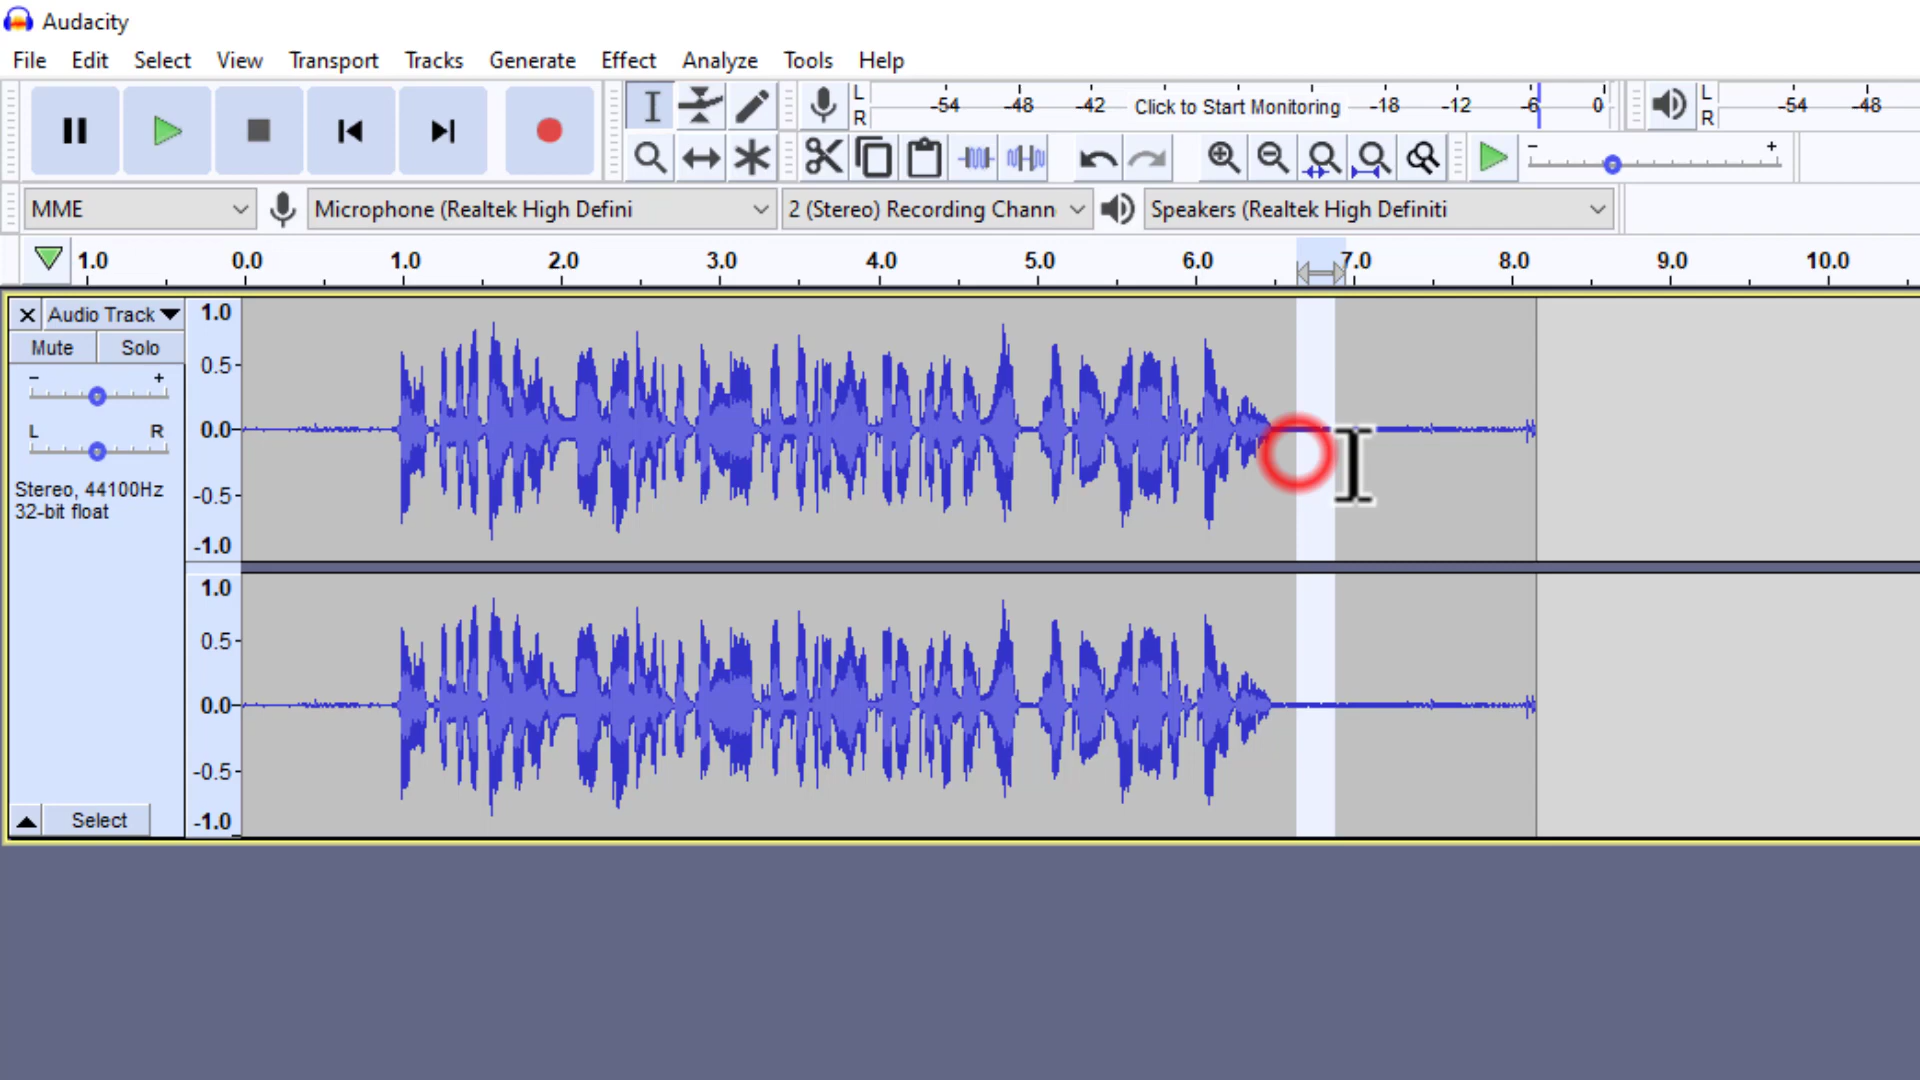 Audacity
File Edit Select View Transport Tracks Generate Effect Analyze Tools Help
L R -54 -48 -42 Click to Start Monitoring -18 -12 -6 0 L R -54 -48
- +
MME Microphone (Realtek High Defini 2 (Stereo) Recording Chann Speakers (Realtek High Definiti
1.0 0.0 1.0 2.0 3.0 4.0 5.0 6.0 7.0 8.0 9.0 10.0
Audio Track 1.0
Mute Solo
0.5
- +
L R 0.0
Stereo, 44100Hz -0.5
32-bit float
-1.0
1.0
0.5
0.0
-0.5
Select -1.0